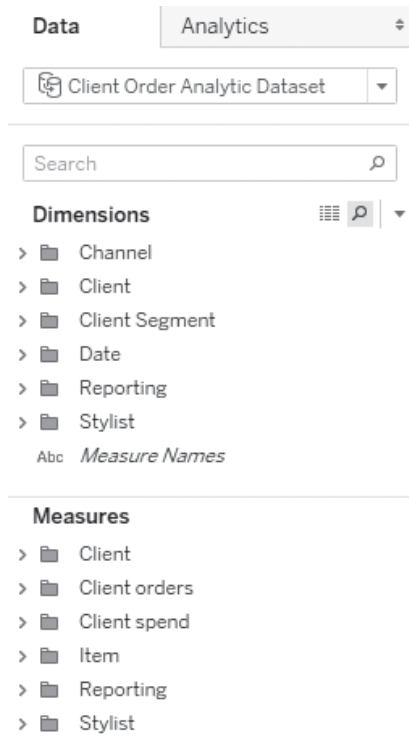 Data Analytics
Client Order Analytic Dataset
Search
Dimensions
Channel
Client
Client Segment
Date
Reporting
Stylist
Abc Measure Names
Measures
Client
Client orders
Client spend
Item
Reporting
Stylist